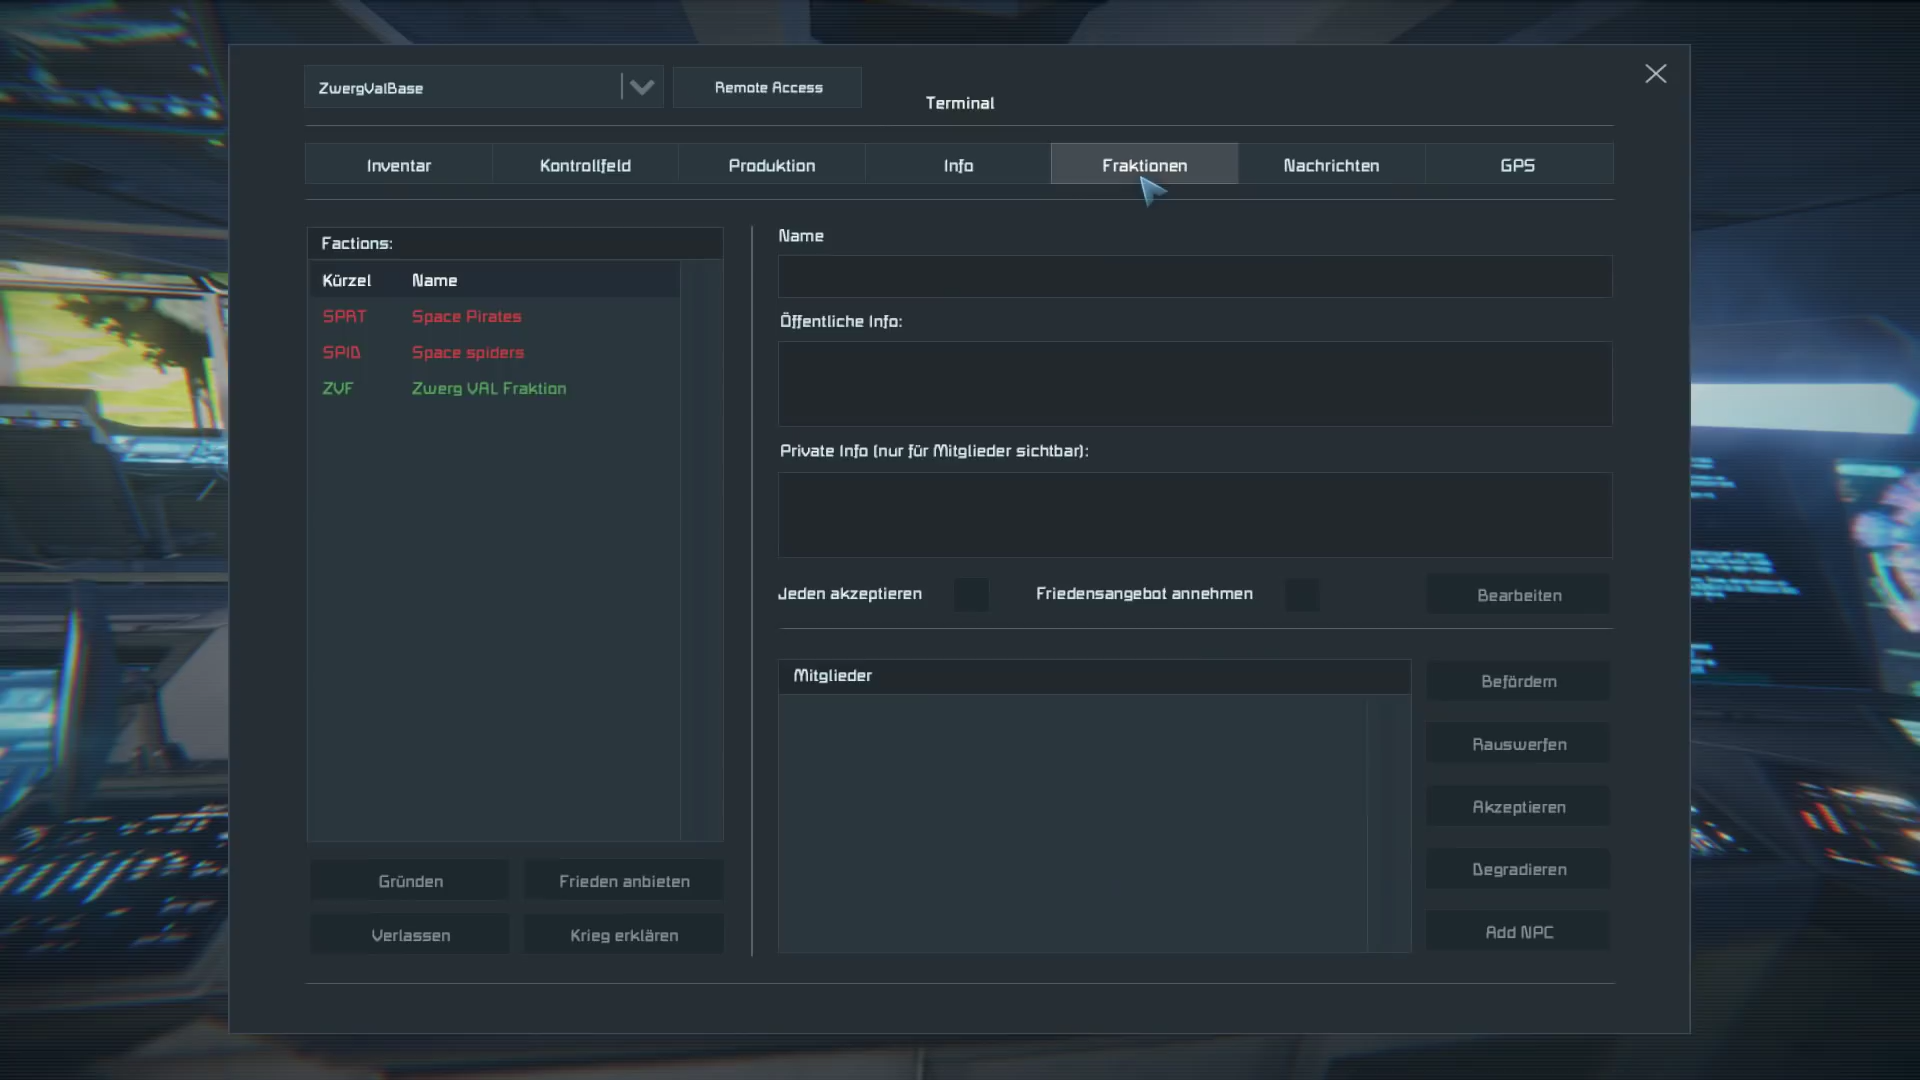 ZwergValBase
Remote Access
Terminal
Inventar
Kontrollfeld
Produktion
Info
Fraktionen
Nachrichten
GPS
Factions:
Kürzel Name
SPRT Space Pirates
SPID Space spiders
ZVF Zwerg VAL Fraktion
Gründen
Frieden anbieten
Verlassen
Krieg erklären
Name
Öffentliche Info:
Private Info (nur für Mitglieder sichtbar):
Jeden akzeptieren
Friedensangebot annehmen
Bearbeiten
Mitglieder
Befördern
Rauswerfen
Akzeptieren
Degradieren
Add NPC